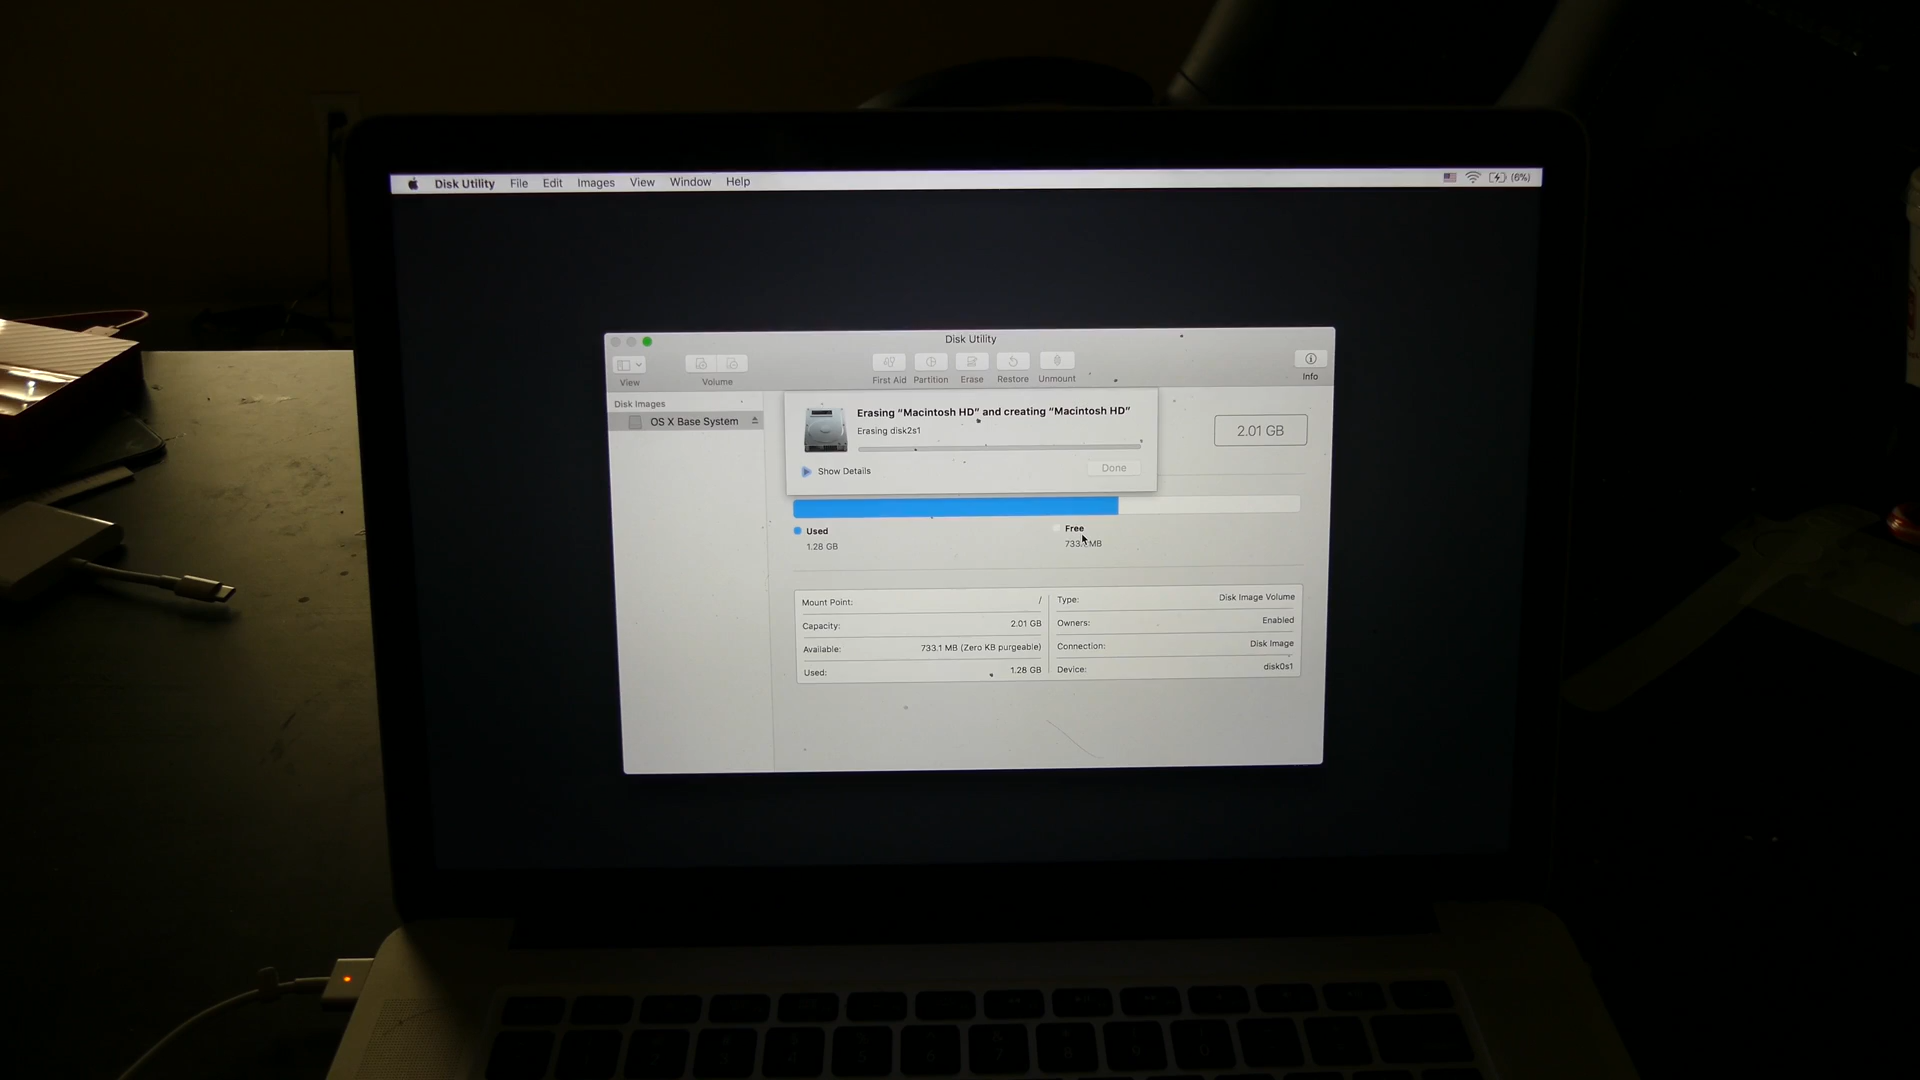 Disk Utility File Edit Images View Window Help (6%)
Disk Utility
View Volume First Aid Partition Erase Restore Unmount Info
Disk Images
OS X Base System
Erasing “Macintosh HD” and creating “Macintosh HD”
Erasing disk2s1
Show Details Done
2.01 GB
Used Free
1.28 GB MB
Mount Point: / Type: Disk Image Volume
Capacity: 2.01 GB Owners: Enabled
Available: 733.1 MB (Zero KB purgeable) Connection: Disk Image
Used: 1.28 GB Device: disk0s1